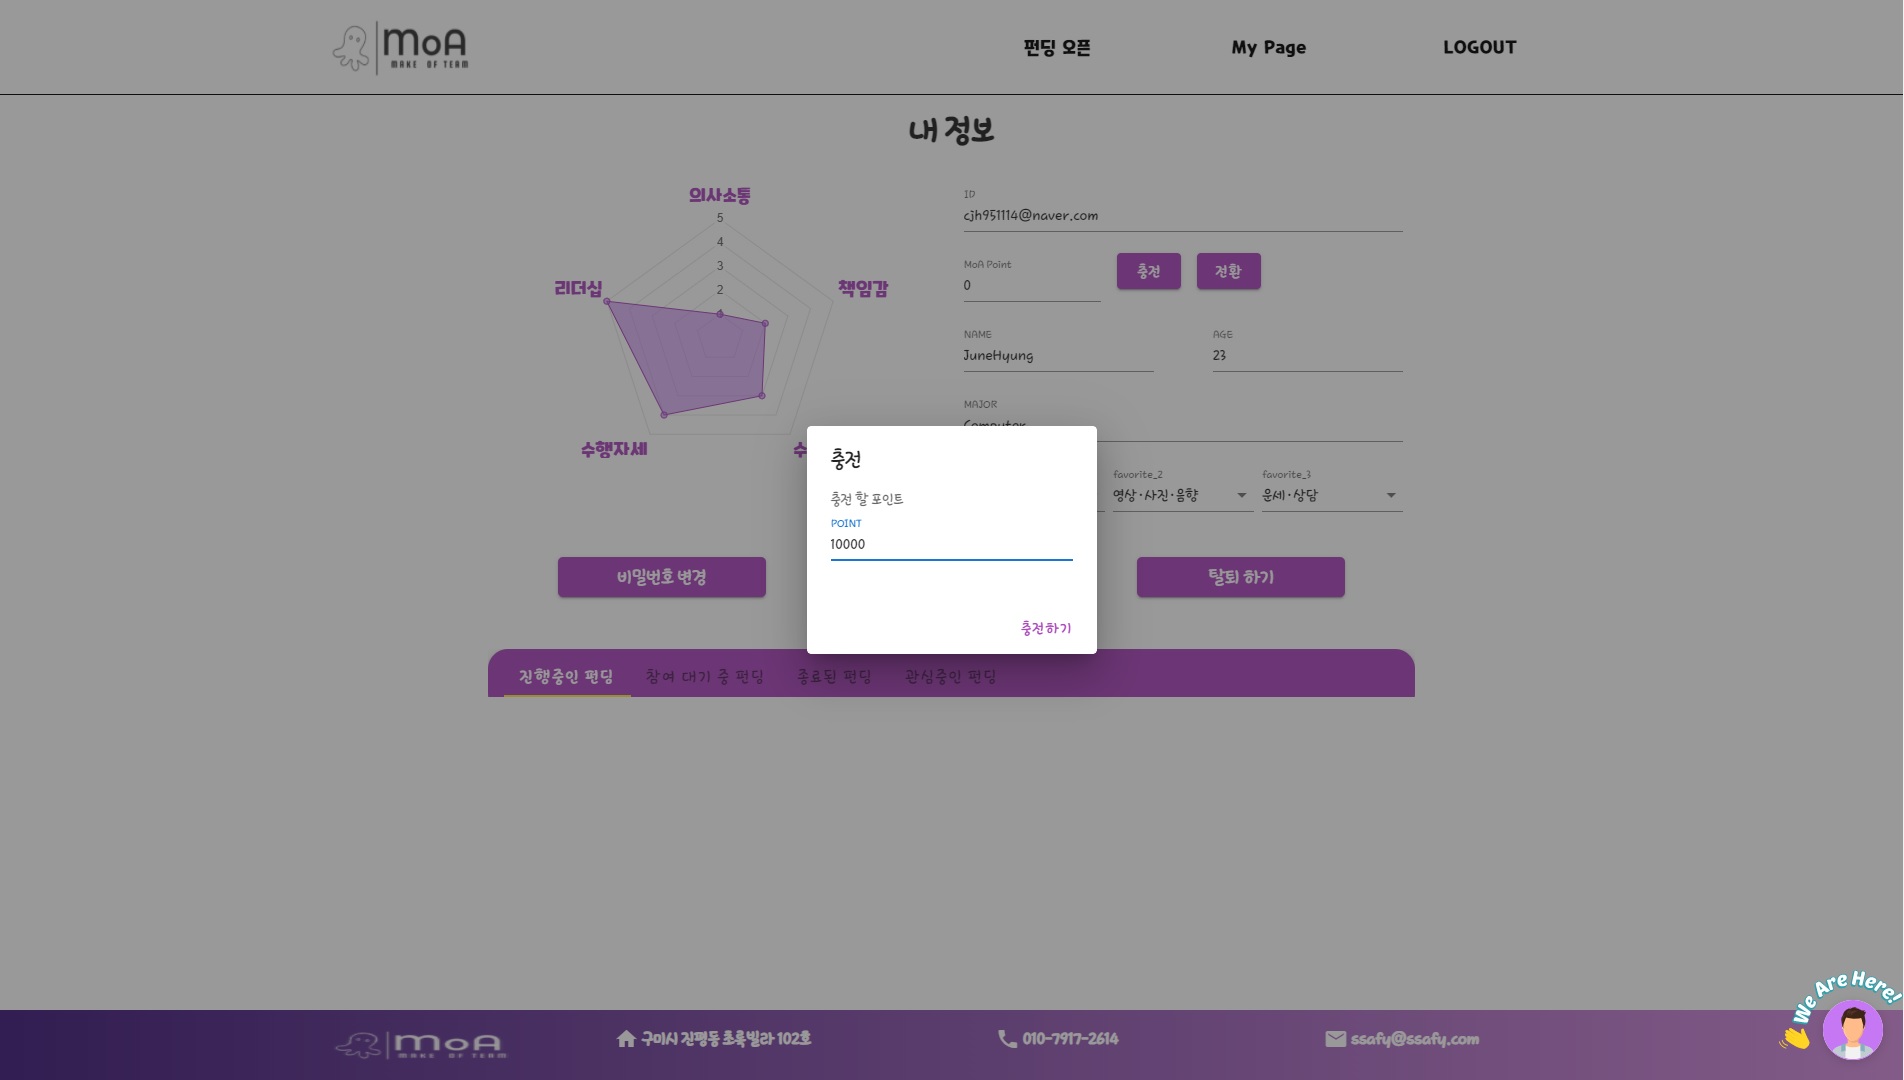 MoA
MAKE OF TEAM
펀딩 오픈
My Page
LOGOUT
내 정보
의사소통
5
4
3
2
1
리더십
책임감
수행자세
수
ID
cjh951114@naver.com
MoA Point
0
충전
전환
NAME
JuneHyung
AGE
23
MAJOR
Computer
favorite_2
영상·사진·음향
favorite_3
운세·상담
충전
충전 할 포인트
POINT
10000
충전하기
비밀번호 변경
탈퇴 하기
진행중인 펀딩
참여 대기 중 펀딩
종료된 펀딩
관심중인 펀딩
We Are Here!
MoA
MAKE OF TEAM
구미시 진평동 초록빌라 102호
010-7917-2614
ssafy@ssafy.com